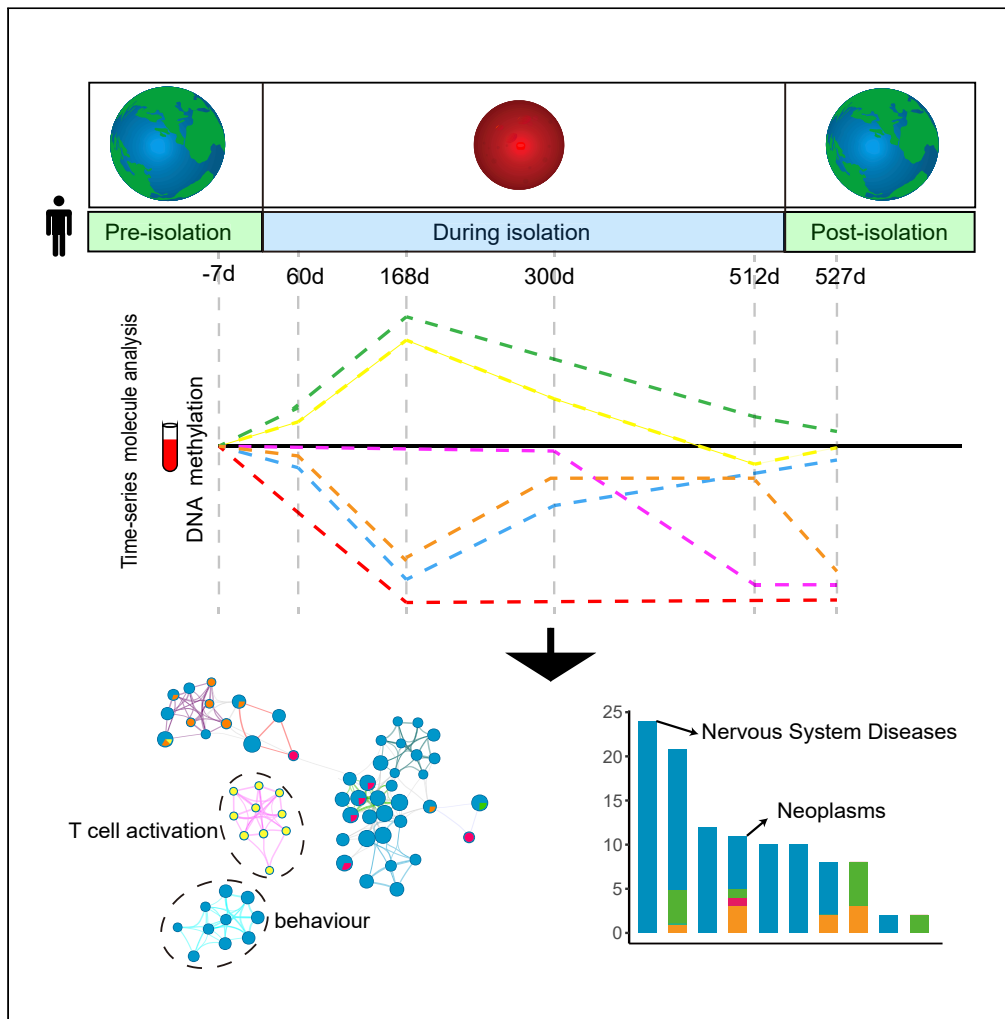 Pre-isolation During isolation Post-isolation
-7d 60d 168d 300d 512d 527d
Time-series molecule analysis
DNA methylation
T cell activation
behaviour
25
20
15
10
5
0
Nervous System Diseases
Neoplasms